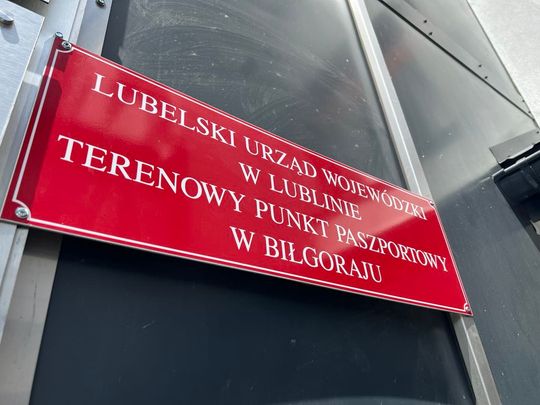 LUBELSKI URZĄD WOJEWÓDZKI
W LUBLINIE
TERENOWY PUNKT PASZPORTOWY
W BIŁGORAJU